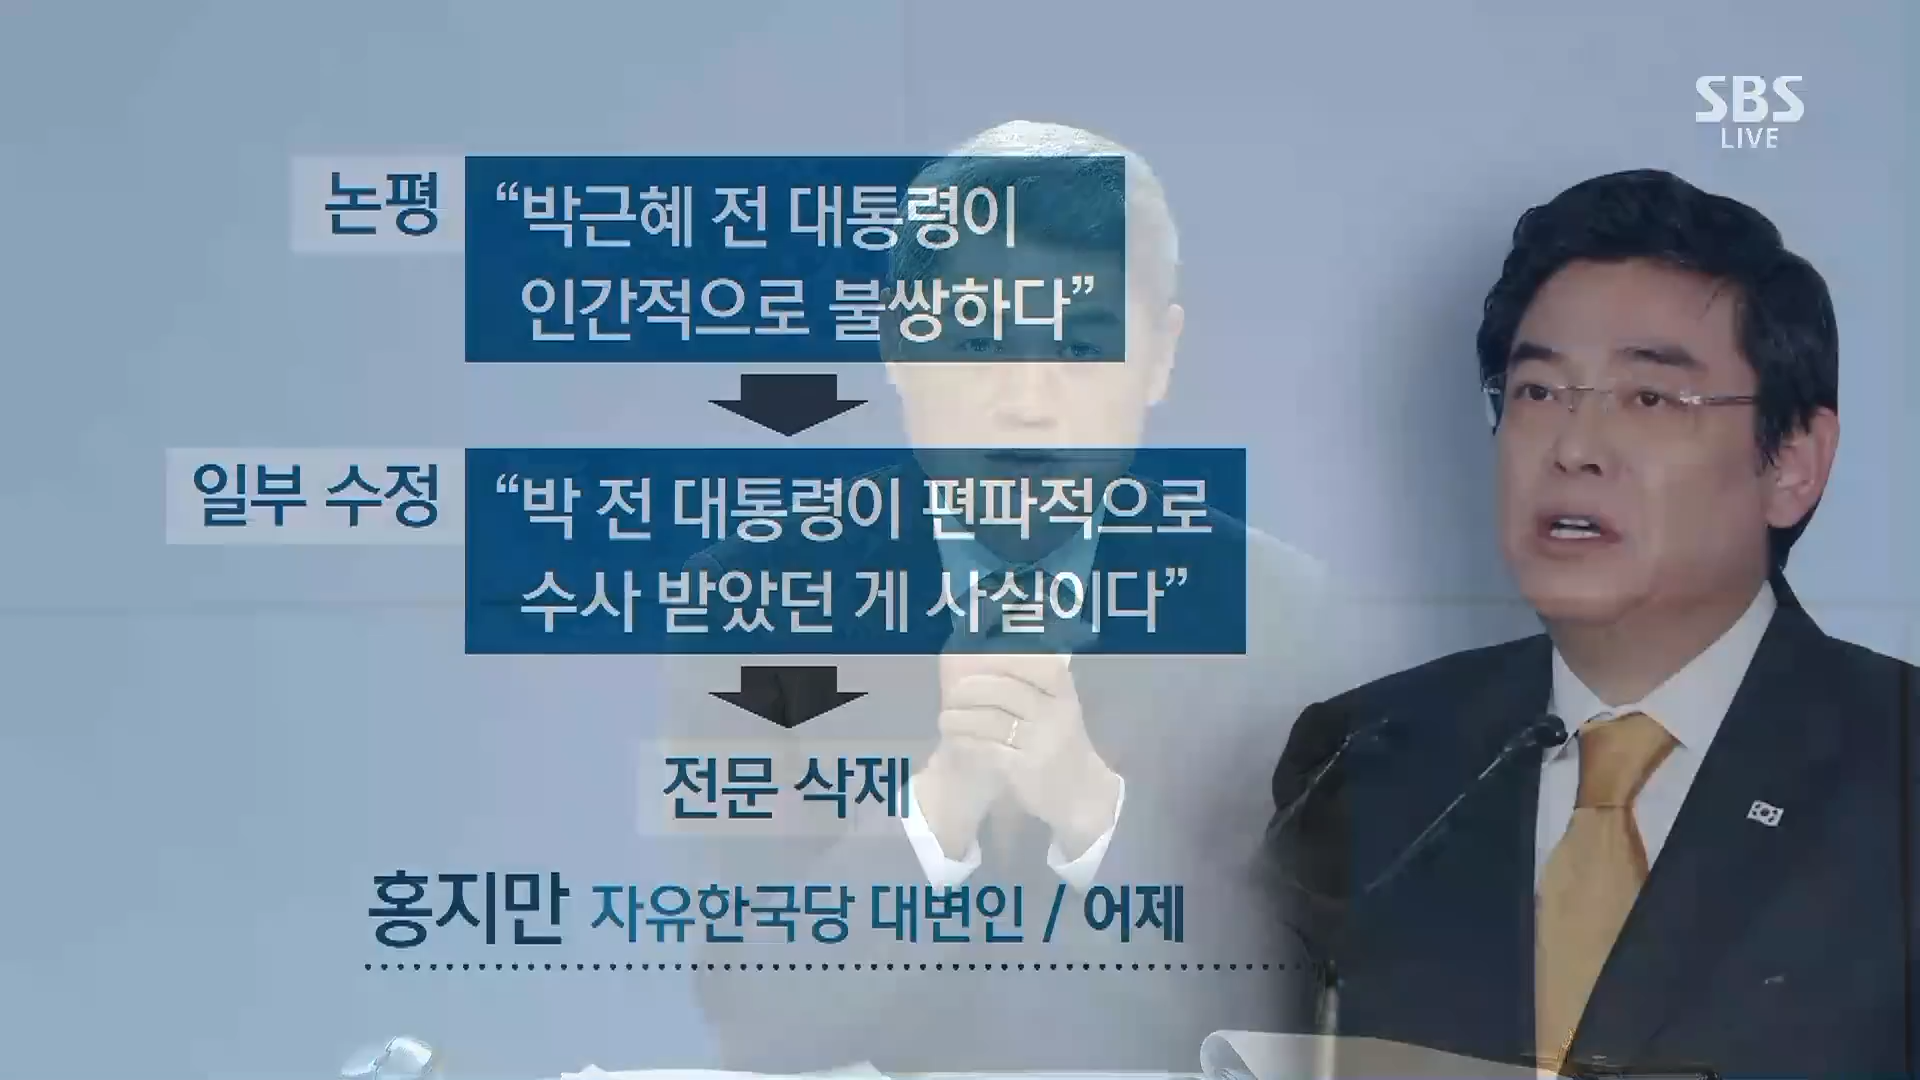 SBS
LIVE
논평
“박근혜 전 대통령이
인간적으로 불쌍하다”
일부 수정
“박 전 대통령이 편파적으로
수사 받았던 게 사실이다”
전문 삭제
홍지만 자유한국당 대변인 / 어제